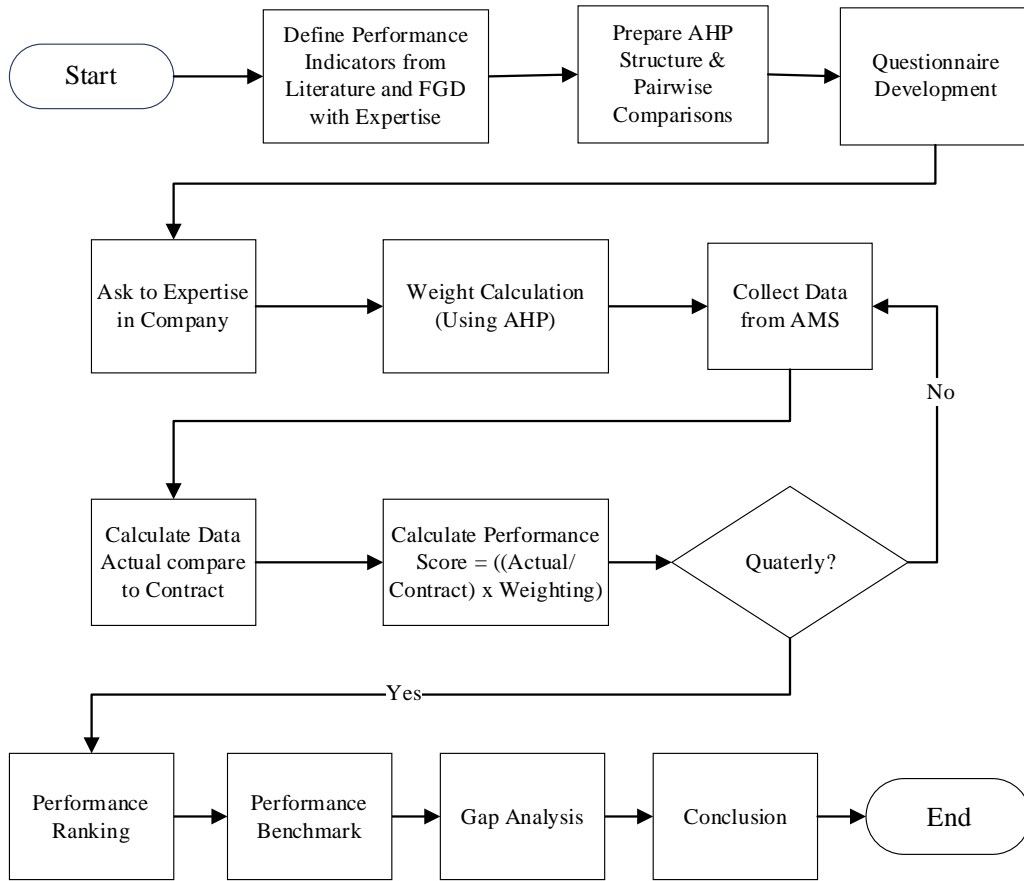 Start
Define Performance
Indicators from
Literature and FGD
with Expertise
Prepare AHP
Structure &
Pairwise
Comparisons
Questionnaire
Development
Ask to Expertise
in Company
Weight Calculation
(Using AHP)
Collect Data
from AMS
No
Calculate Data
Actual compare
to Contract
Calculate Performance
Score = ((Actual/
Contract) x Weighting)
Quaterly?
Yes
Performance
Ranking
Performance
Benchmark
Gap Analysis
Conclusion
End